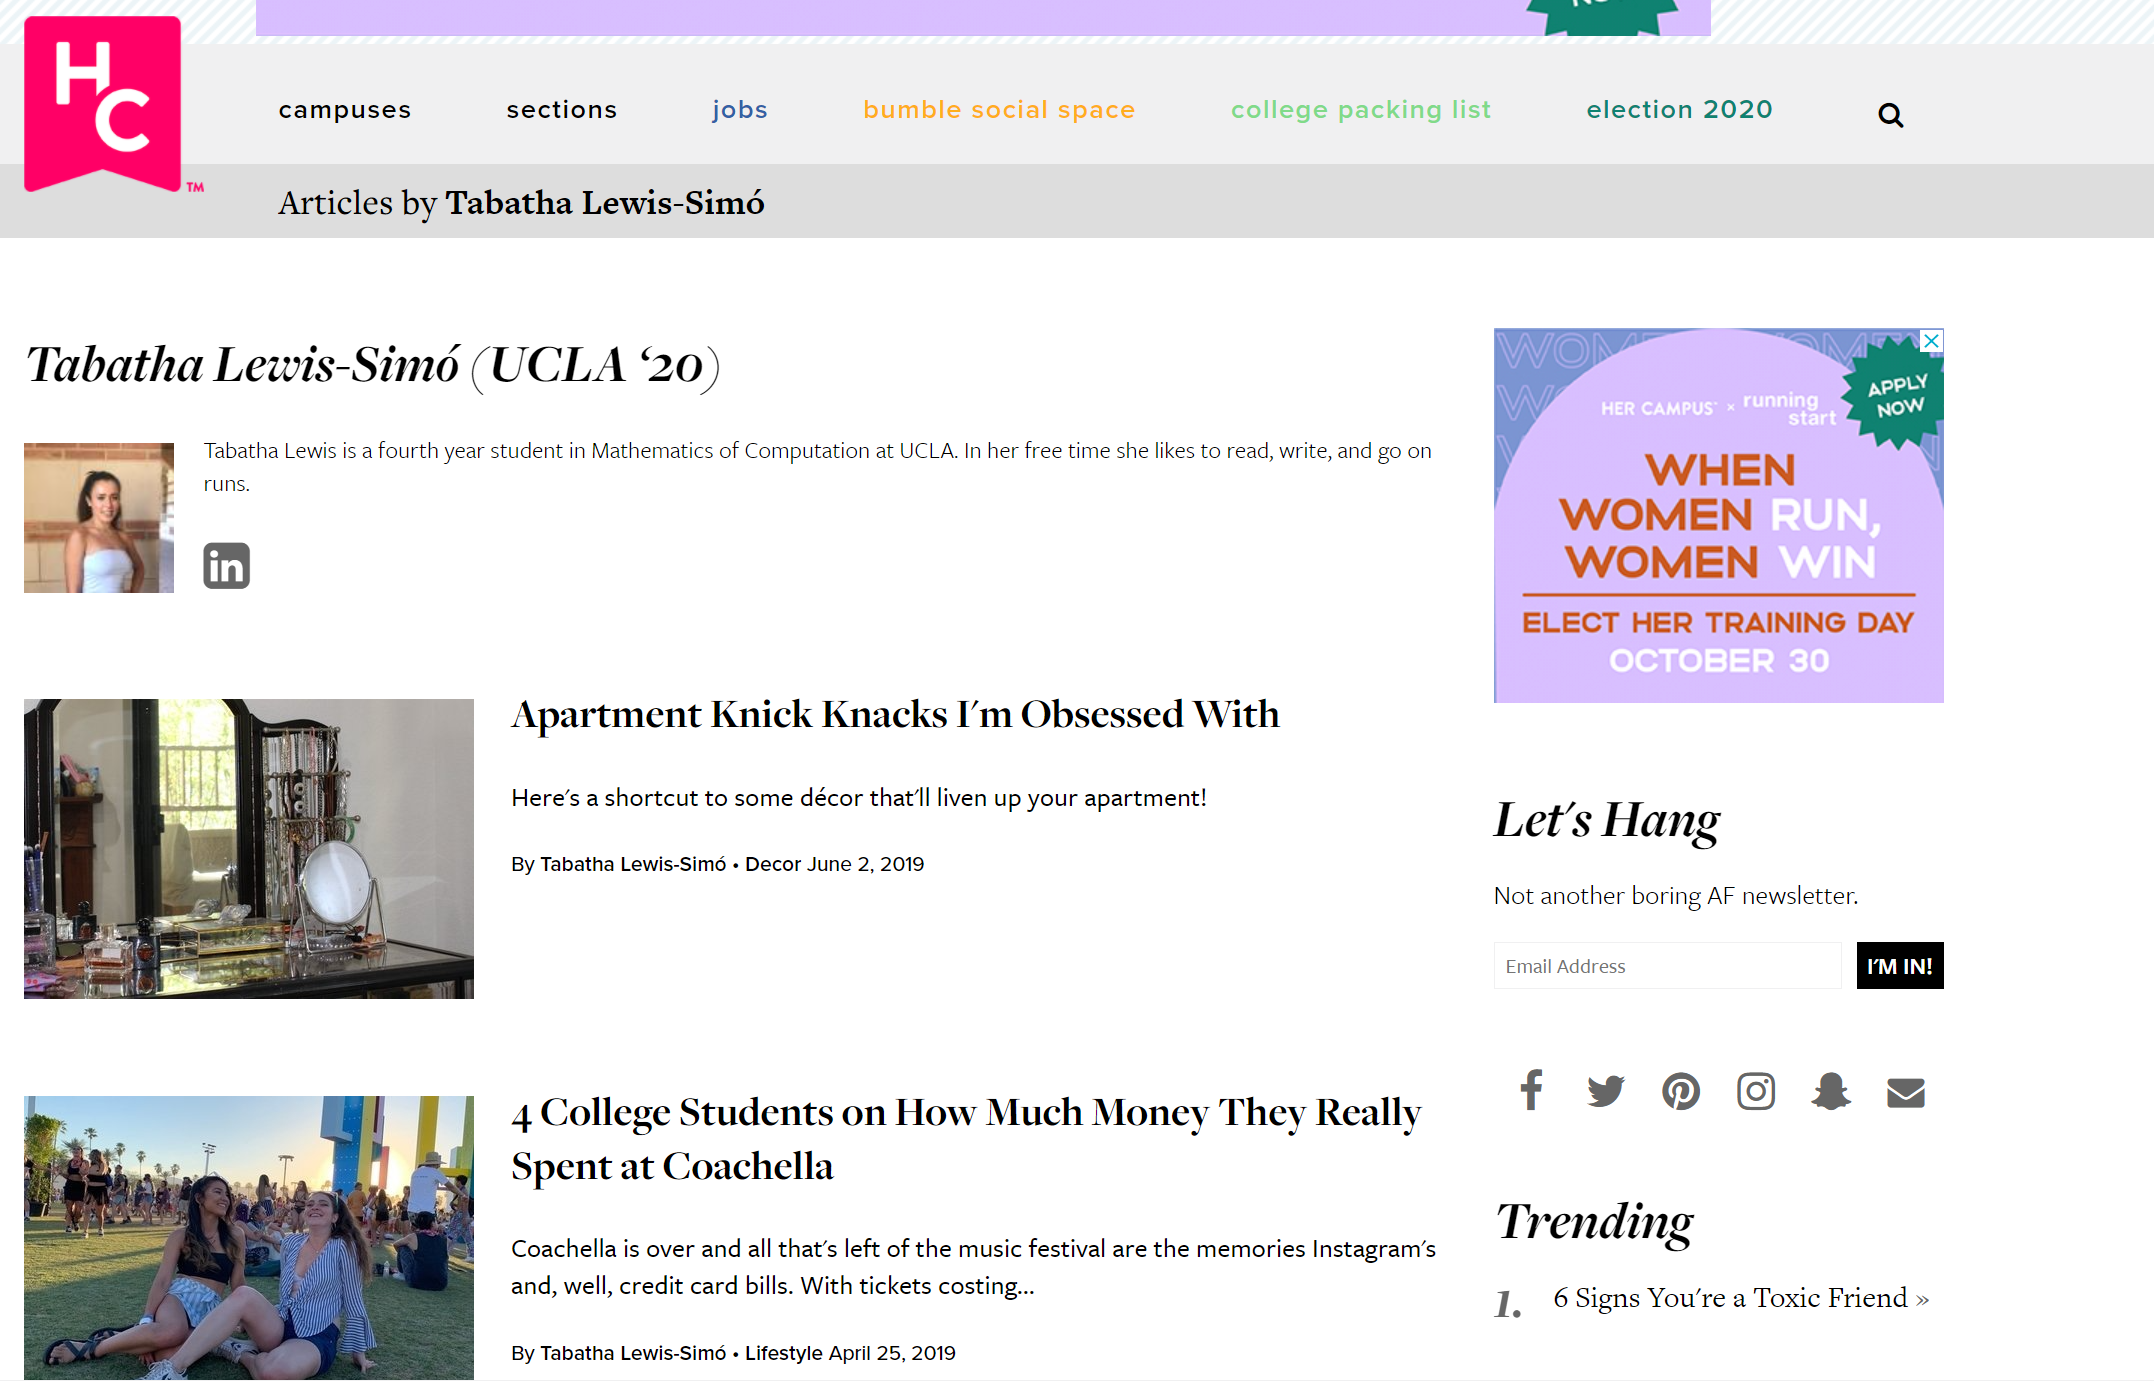 HC
TM
campuses
sections
jobs
bumble social space
college packing list
election 2020
Articles by Tabatha Lewis-Simó
Tabatha Lewis-Simó (UCLA ‘20)
Tabatha Lewis is a fourth year student in Mathematics of Computation at UCLA. In her free time she likes to read, write, and go on
runs.
in
Apartment Knick Knacks I'm Obsessed With
Here's a shortcut to some décor that'll liven up your apartment!
By Tabatha Lewis-Simó • Decor June 2, 2019
4 College Students on How Much Money They Really
Spent at Coachella
Coachella is over and all that's left of the music festival are the memories Instagram's
and, well, credit card bills. With tickets costing...
By Tabatha Lewis-Simó • Lifestyle April 25, 2019
HER CAMPUS × running start
APPLY
NOW
WHEN
WOMEN RUN,
WOMEN WIN
ELECT HER TRAINING DAY
OCTOBER 30
Let's Hang
Not another boring AF newsletter.
Email Address
I'M IN!
Trending
1. 6 Signs You're a Toxic Friend »